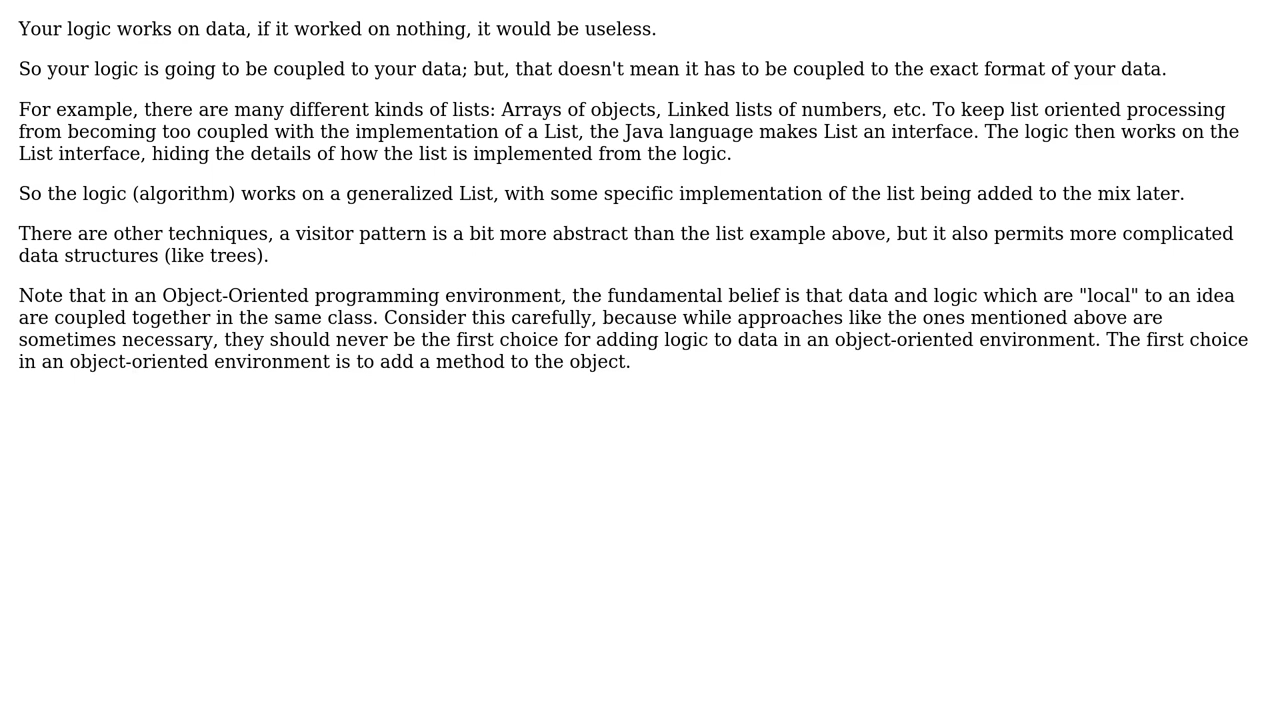 Your logic works on data, if it worked on nothing, it would be useless.
So your logic is going to be coupled to your data; but, that doesn't mean it has to be coupled to the exact format of your data.
For example, there are many different kinds of lists: Arrays of objects, Linked lists of numbers, etc. To keep list oriented processing
from becoming too coupled with the implementation of a List, the Java language makes List an interface. The logic then works on the
List interface, hiding the details of how the list is implemented from the logic.
So the logic (algorithm) works on a generalized List, with some specific implementation of the list being added to the mix later.
There are other techniques, a visitor pattern is a bit more abstract than the list example above, but it also permits more complicated
data structures (like trees).
Note that in an Object-Oriented programming environment, the fundamental belief is that data and logic which are "local" to an idea
are coupled together in the same class. Consider this carefully, because while approaches like the ones mentioned above are
sometimes necessary, they should never be the first choice for adding logic to data in an object-oriented environment. The first choice
in an object-oriented environment is to add a method to the object.